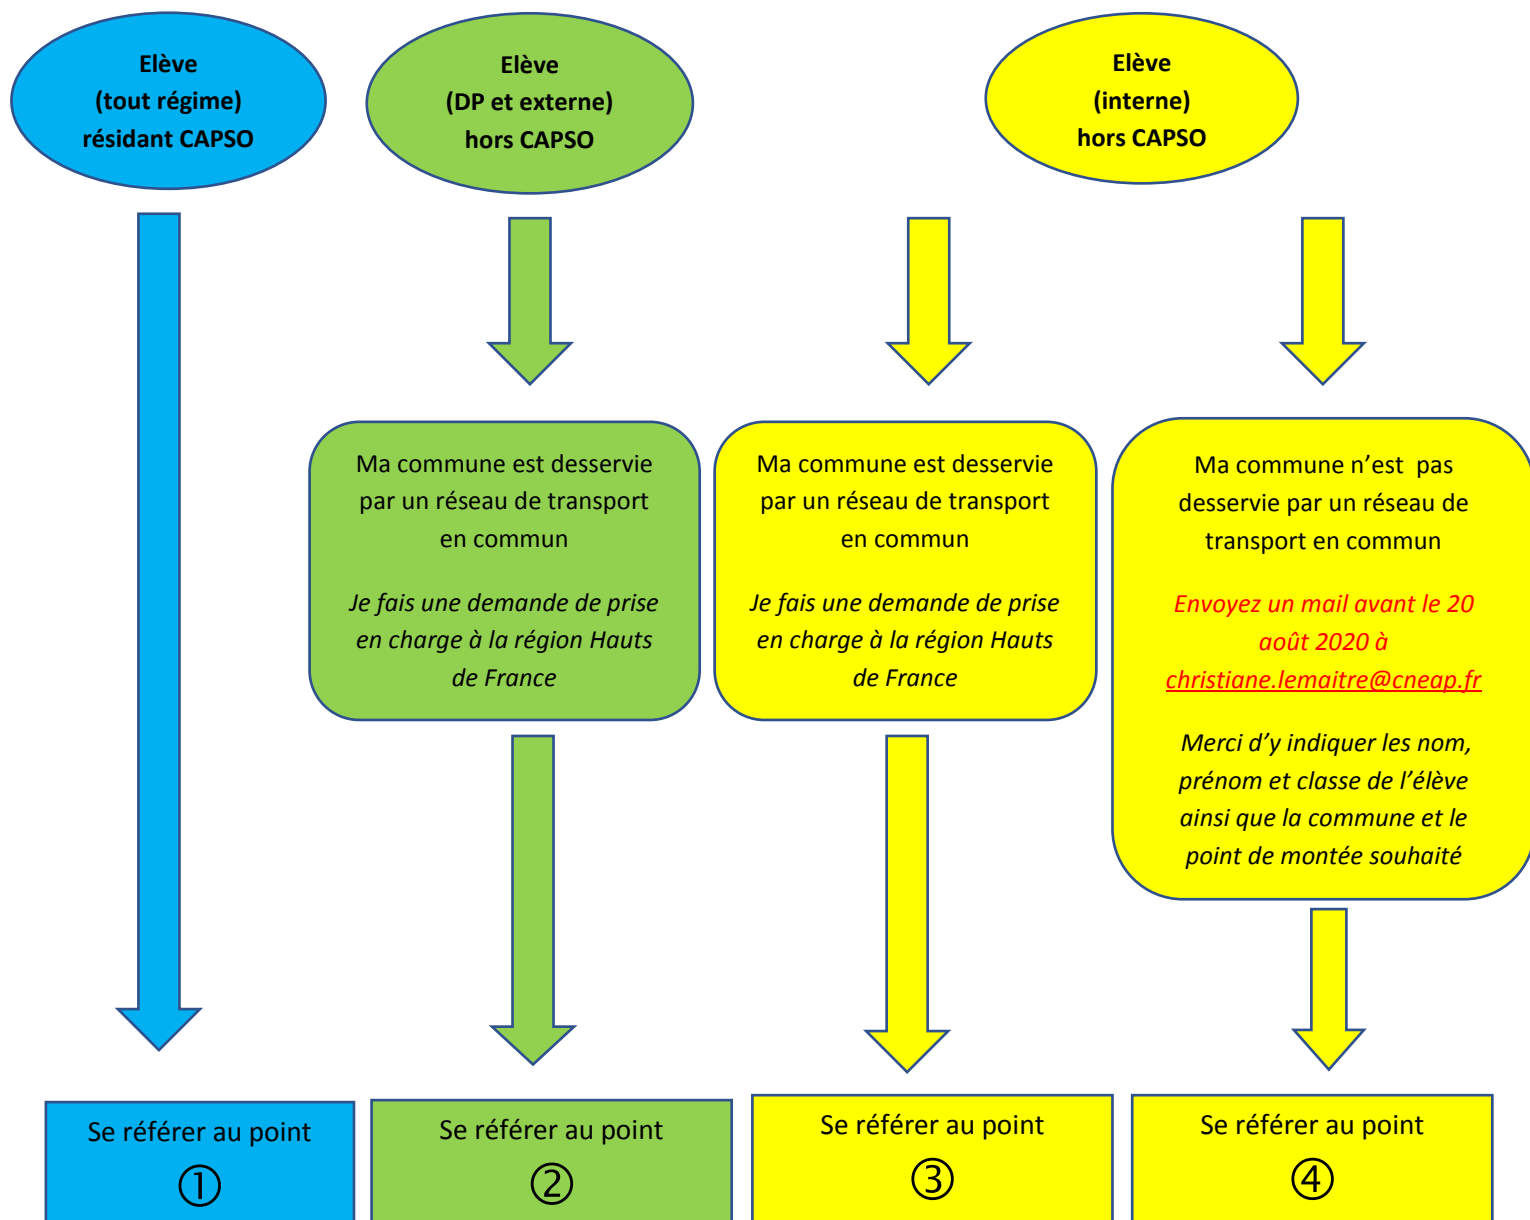 Elève
(tout régime)
résidant CAPSO
Elève
(DP et externe)
hors CAPSO
Elève
(interne)
hors CAPSO
Ma commune est desservie
par un réseau de transport
en commun
Je fais une demande de prise
en charge à la région Hauts
de France
Ma commune est desservie
par un réseau de transport
en commun
Je fais une demande de prise
en charge à la région Hauts
de France
Ma commune n’est  pas
desservie par un réseau de
transport en commun
Envoyez un mail avant le 20
août 2020 à
christiane.lemaitre@cneap.fr
Merci d’y indiquer les nom,
prénom et classe de l’élève
ainsi que la commune et le
point de montée souhaité
Se référer au point
①
Se référer au point
②
Se référer au point
③
Se référer au point
④